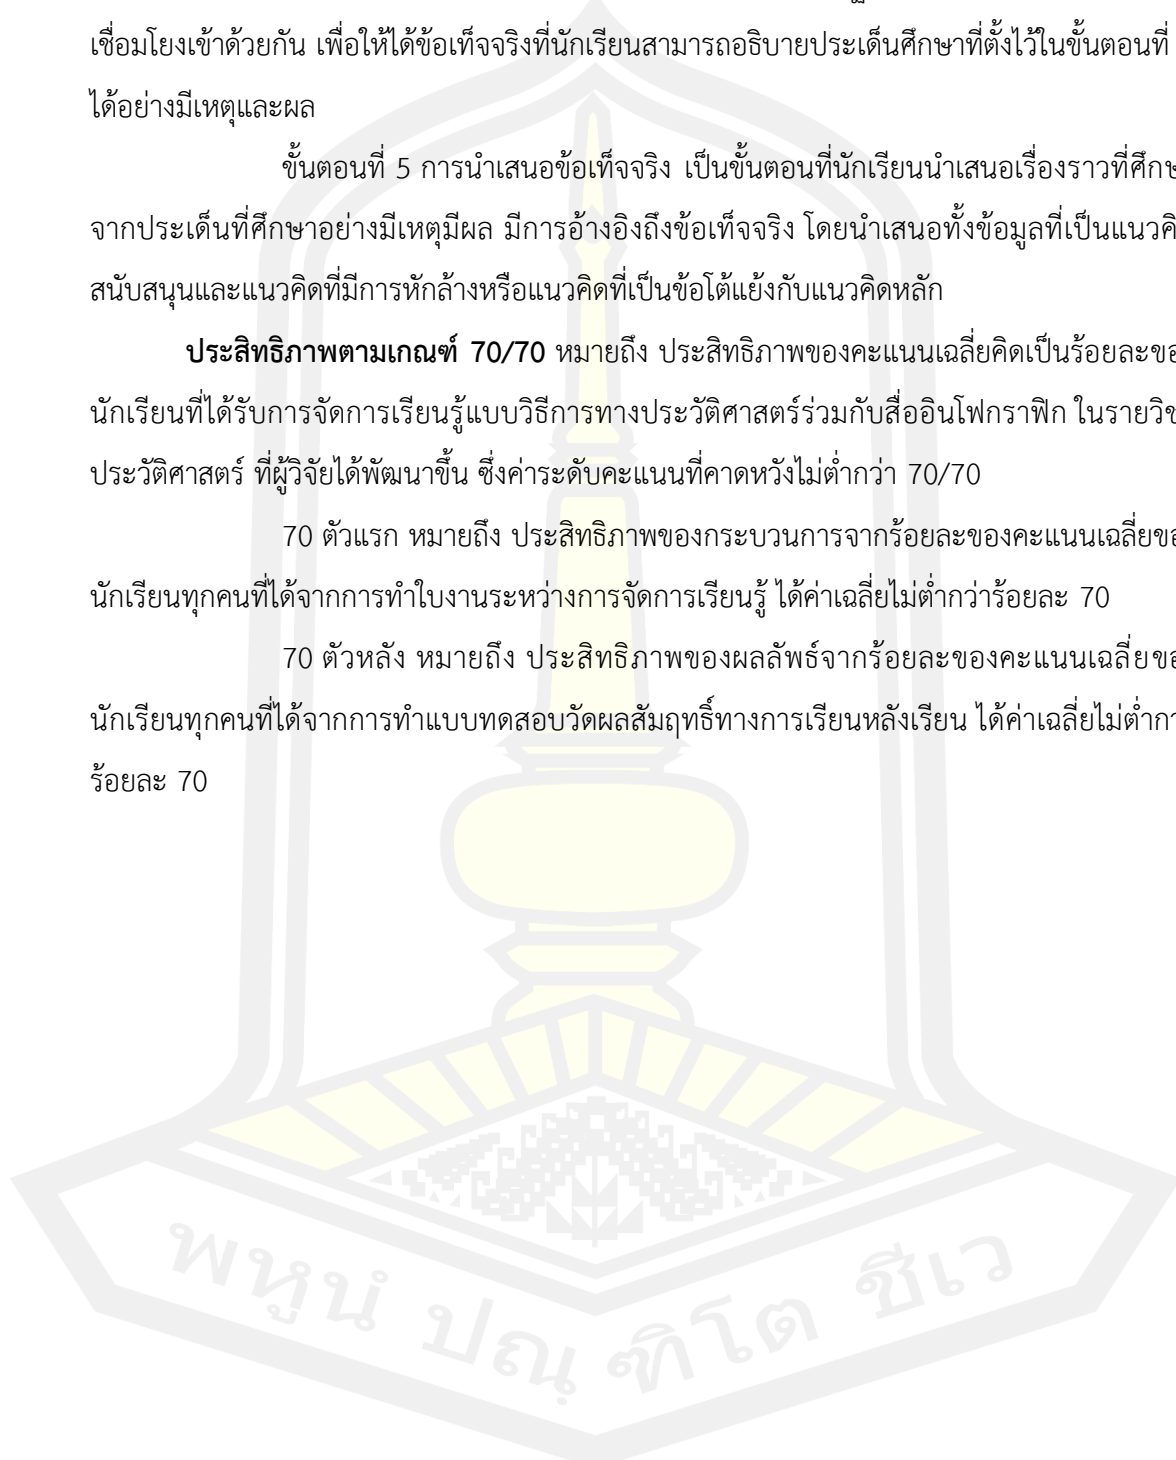 เชื่อมโยงเข้าด้วยกัน เพื่อให้ได้ข้อเท็จจริงที่นักเรียนสามารถอธิบายประเด็นศึกษาที่ตั้งไว้ในขั้นตอนที่
ได้อย่างมีเหตุและผล
ขั้นตอนที่ 5 การนำเสนอข้อเท็จจริง เป็นขั้นตอนที่นักเรียนนำเสนอเรื่องราวที่ศึกษ
จากประเด็นที่ศึกษาอย่างมีเหตุมีผล มีการอ้างอิงถึงข้อเท็จจริง โดยนำเสนอทั้งข้อมูลที่เป็นแนวคิ
สนับสนุนและแนวคิดที่มีการหักล้างหรือแนวคิดที่เป็นข้อโต้แย้งกับแนวคิดหลัก
ประสิทธิภาพตามเกณฑ์ 70/70 หมายถึง ประสิทธิภาพของคะแนนเฉลี่ยคิดเป็นร้อยละขอ
นักเรียนที่ได้รับการจัดการเรียนรู้แบบวิธีการทางประวัติศาสตร์ร่วมกับสื่ออินโฟกราฟิก ในรายวิช
ประวัติศาสตร์ ที่ผู้วิจัยได้พัฒนาขึ้น ซึ่งค่าระดับคะแนนที่คาดหวังไม่ต่ำกว่า 70/70
70 ตัวแรก หมายถึง ประสิทธิภาพของกระบวนการจากร้อยละของคะแนนเฉลี่ยขอ
นักเรียนทุกคนที่ได้จากการทำใบงานระหว่างการจัดการเรียนรู้ ได้ค่าเฉลี่ยไม่ต่ำกว่าร้อยละ 70
70 ตัวหลัง หมายถึง ประสิทธิภาพของผลลัพธ์จากร้อยละของคะแนนเฉลี่ยขอ
นักเรียนทุกคนที่ได้จากการทำแบบทดสอบวัดผลสัมฤทธิ์ทางการเรียนหลังเรียน ได้ค่าเฉลี่ยไม่ต่ำก
ร้อยละ 70
พหูนํ ปณฺฑิโต ชีเว